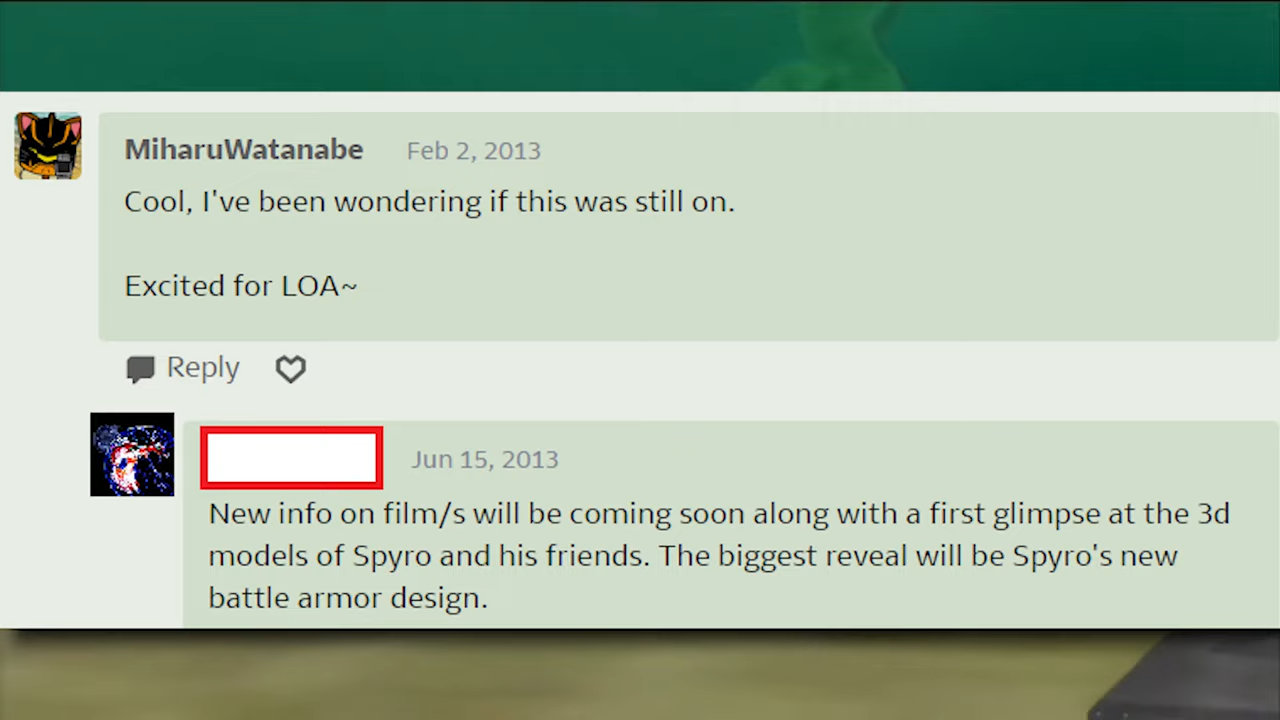 MiharuWatanabe Feb 2, 2013
Cool, I've been wondering if this was still on.
Excited for LOA~
Reply
Jun 15, 2013
New info on film/s will be coming soon along with a first glimpse at the 3d
models of Spyro and his friends. The biggest reveal will be Spyro's new
battle armor design.